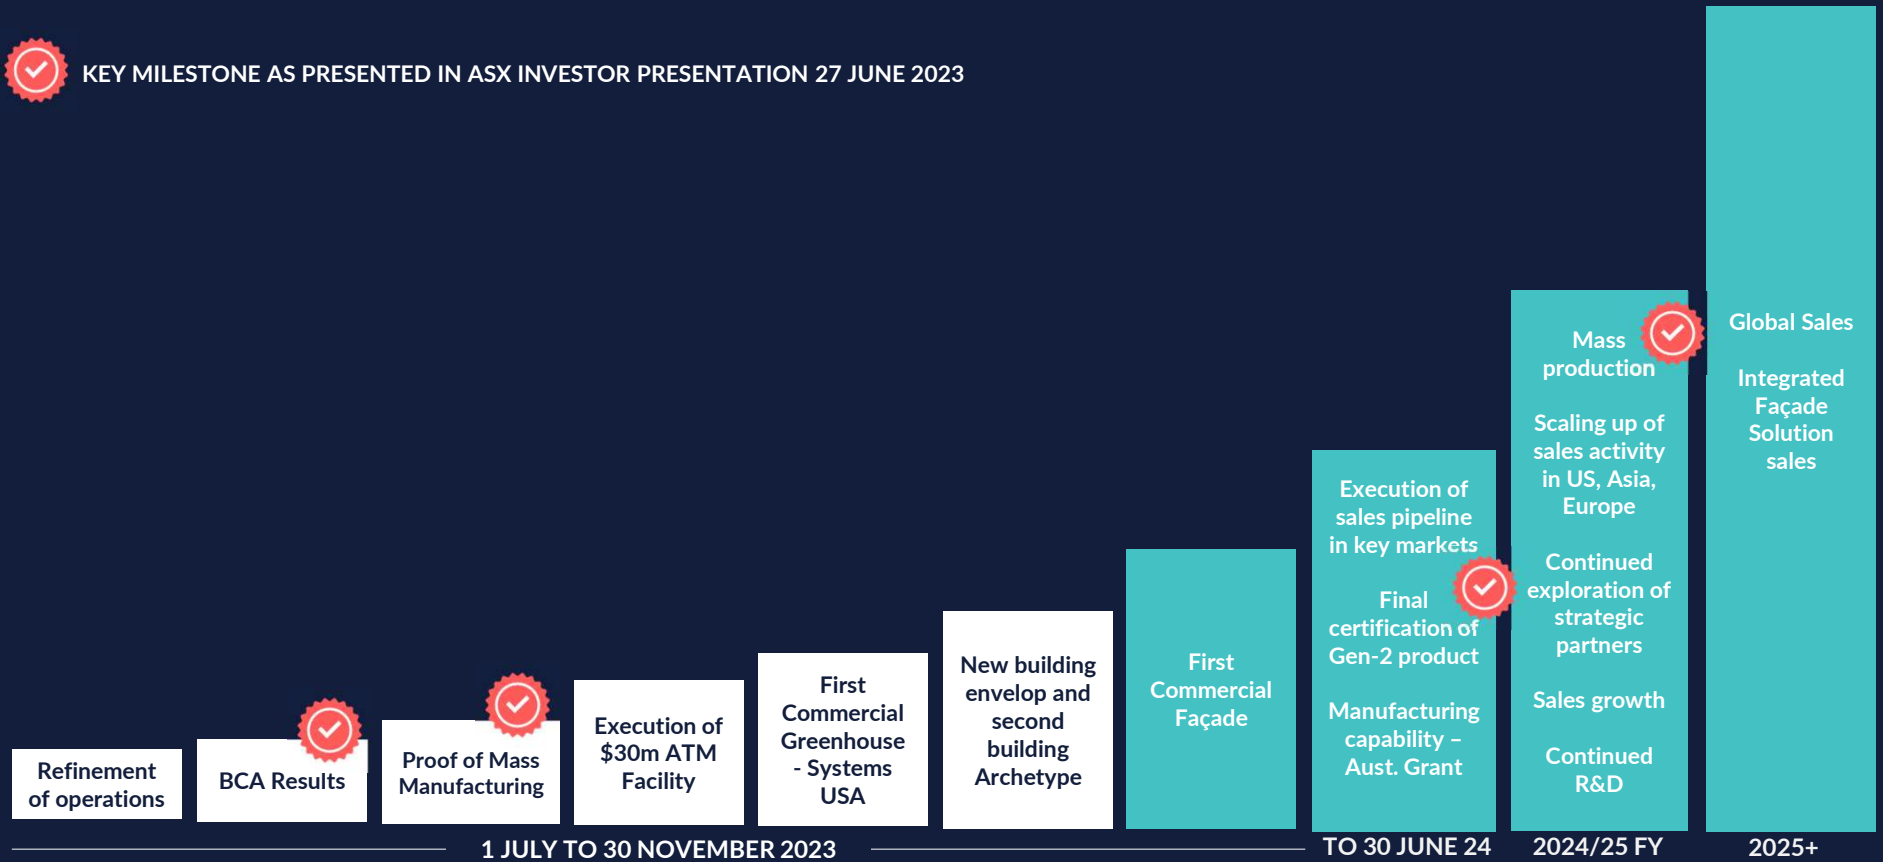 KEY MILESTONE AS PRESENTED IN ASX INVESTOR PRESENTATION 27 JUNE 2023
Refinement
of operations
BCA Results
Proof of Mass
Manufacturing
Execution of
$30m ATM
Facility
First
Commercial
Greenhouse
- Systems
USA
New building
envelop and
second
building
Archetype
First
Commercial
Façade
Execution of
sales pipeline
in key markets
Final
certification of
Gen-2 product
Manufacturing
capability –
Aust. Grant
Mass
production
Scaling up of
sales activity
in US, Asia,
Europe
Continued
exploration of
strategic
partners
Sales growth
Continued
R&D
Global Sales
Integrated
Façade
Solution
sales
1 JULY TO 30 NOVEMBER 2023
TO 30 JUNE 24
2024/25 FY
2025+